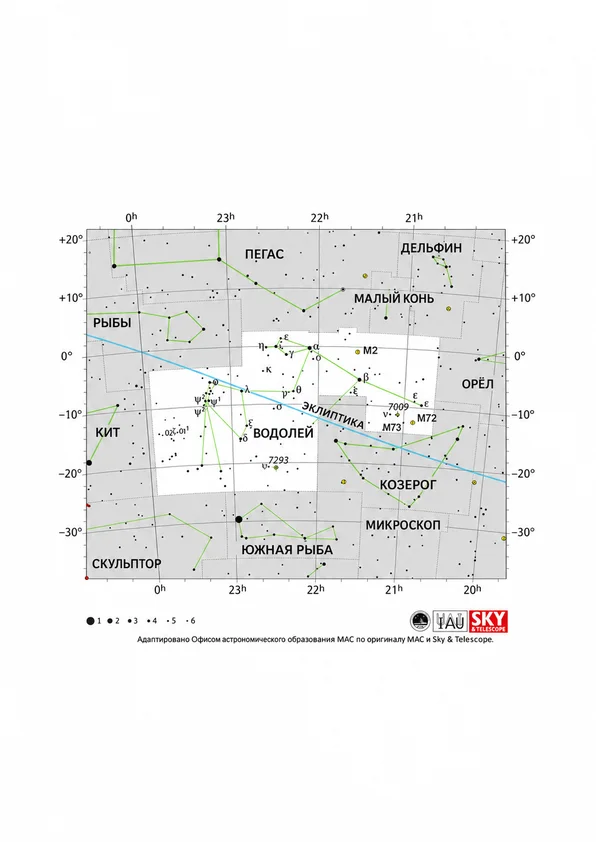 0ʰ 23ʰ 22ʰ 21ʰ
+20° +20°
ПЕГАС
ДЕЛЬФИН
+10° +10°
МАЛЫЙ КОНЬ
РЫБЫ
η ε α
γ ο
M2
0° 0°
κ
β
ОРЁЛ
ω λ
γ θ
ξ
ε
ε
ψ³ ψ¹
ψ²
σ
ЭКЛИПТИКА
7009
ν
M72
M73
-10° -10°
КИТ
ВОДОЛЕЙ
δ
7293
υ
-20° -20°
КОЗЕРОГ
МИКРОСКОП
-30° -30°
ЮЖНАЯ РЫБА
СКУЛЬПТОР
0ʰ 23ʰ 22ʰ 21ʰ 20ʰ
1 2 3 4 5 6
IAU
SKY
& TELESCOPE
Адаптировано Офисом астрономического образования МАС по оригиналу МАС и Sky & Telescope.